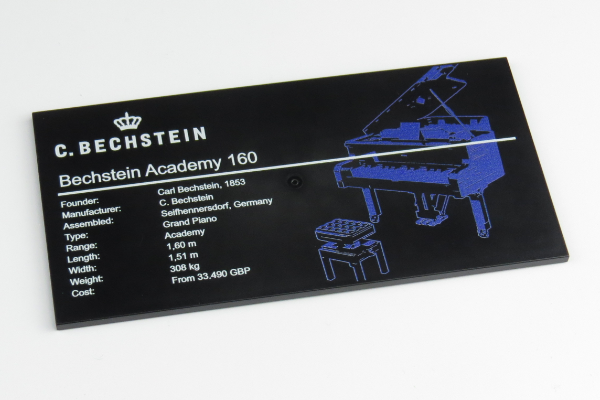 C. BECHSTEIN
Bechstein Academy 160
Founder: Carl Bechstein, 1853
Manufacturer: C. Bechstein
Assembled: Seifhennersdorf, Germany
Type: Grand Piano
Range: Academy
Length: 1,60 m
Width: 1,51 m
Weight: 308 kg
Cost: From 33.490 GBP